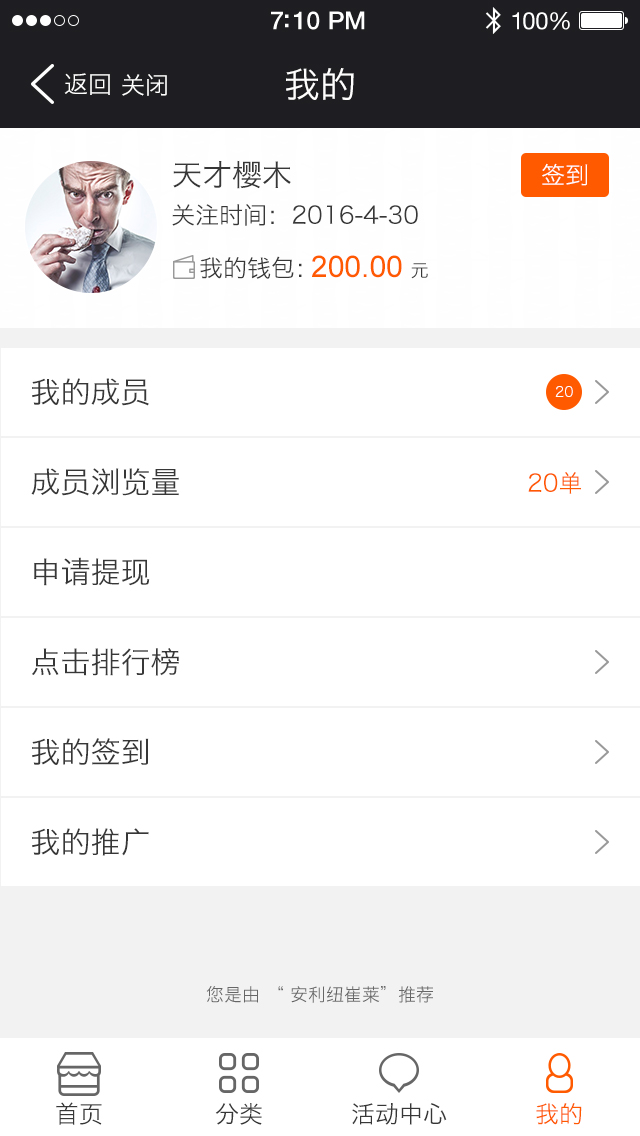 7:10 PM 100%
返回 关闭 我的
天才樱木 签到
关注时间：2016-4-30
我的钱包：200.00 元
我的成员 20
成员浏览量 20单
申请提现
点击排行榜
我的签到
我的推广
您是由 “ 安利纽崔莱” 推荐
首页 分类 活动中心 我的